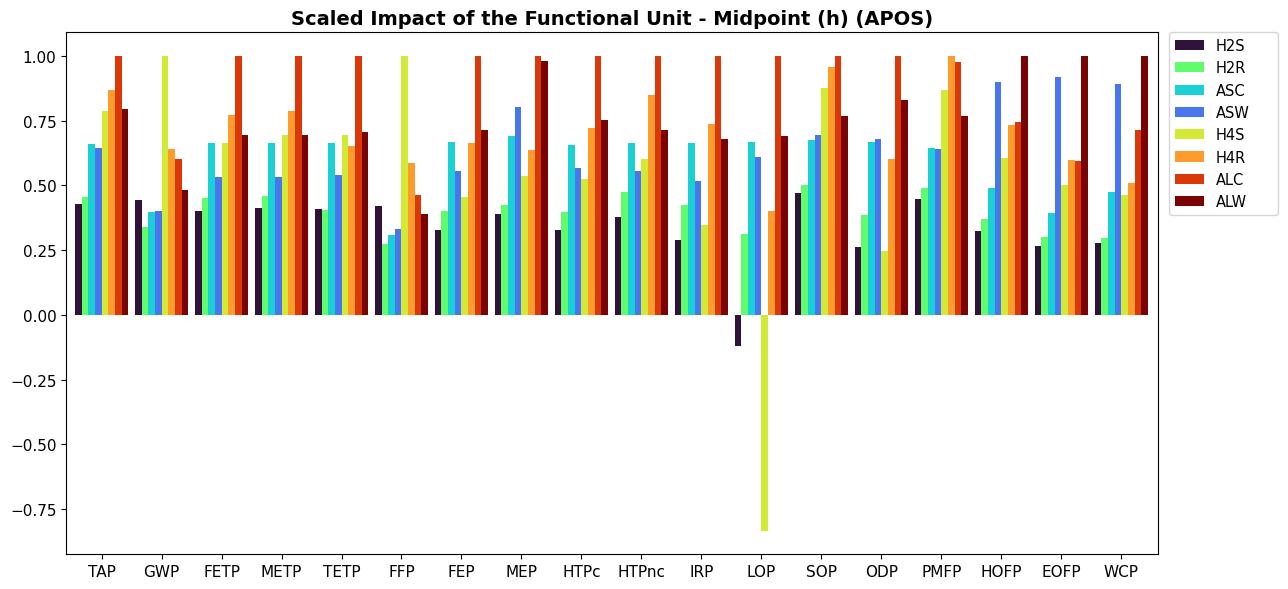 Scaled Impact of the Functional Unit - Midpoint (h) (APOS)
1.00
0.75
0.50
0.25
0.00
−0.25
−0.50
−0.75
TAP GWP FETP METP TETP FFP FEP MEP HTPc HTPnc IRP LOP SOP ODP PMFP HOFP EOFP WCP
H2S
H2R
ASC
ASW
H4S
H4R
ALC
ALW